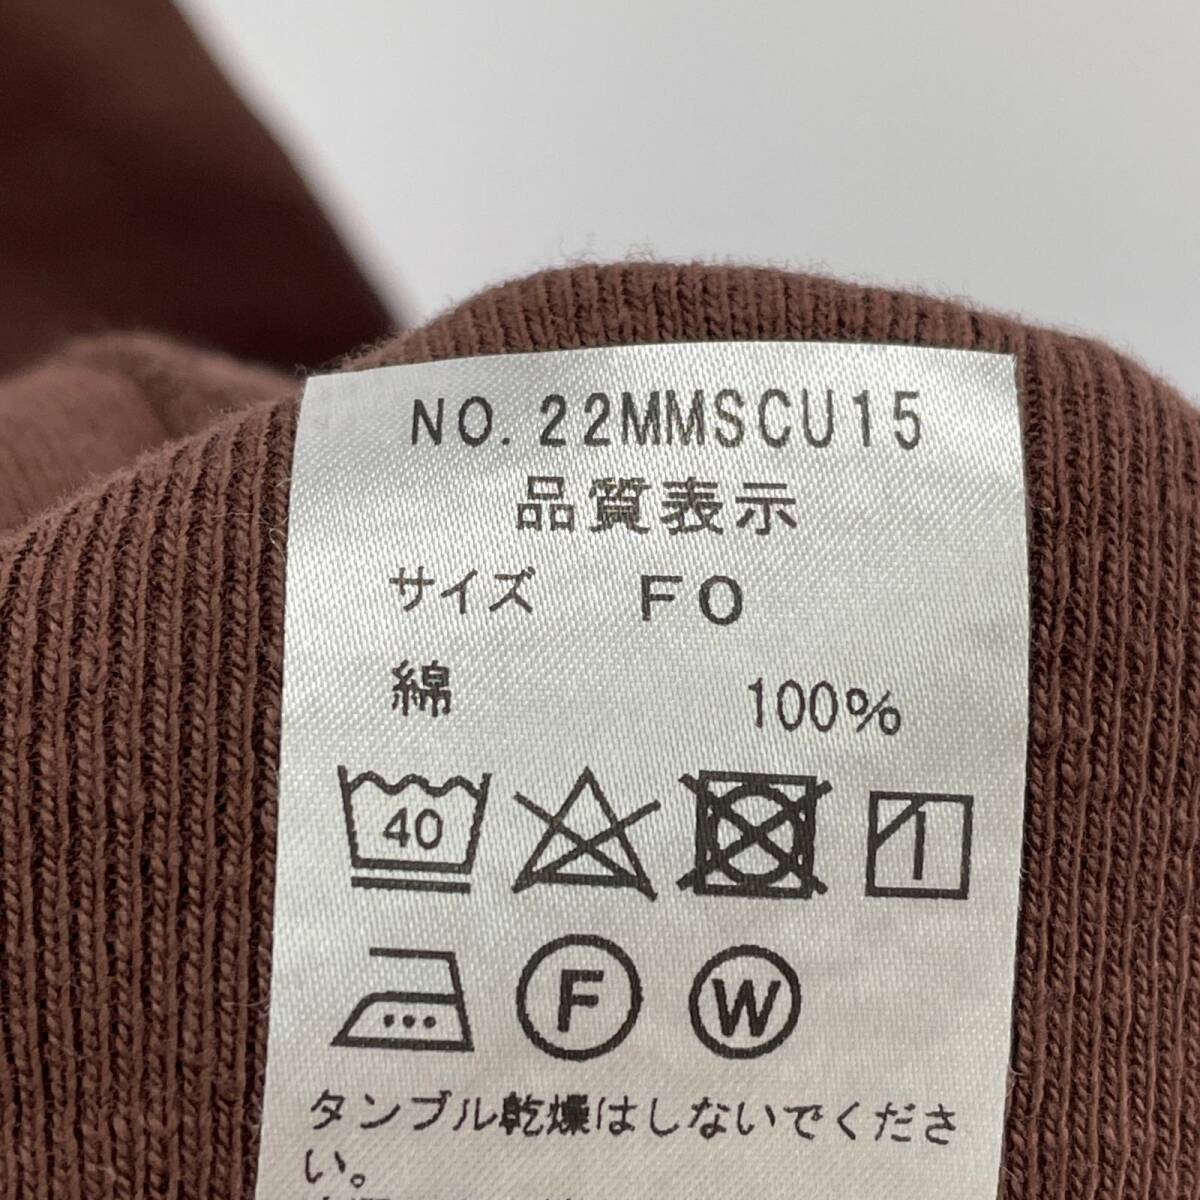 NO.22MMSCU15
品質表示
サイズ FO
綿 100%
40
F W
タンブル乾燥はしないでくださ
い。